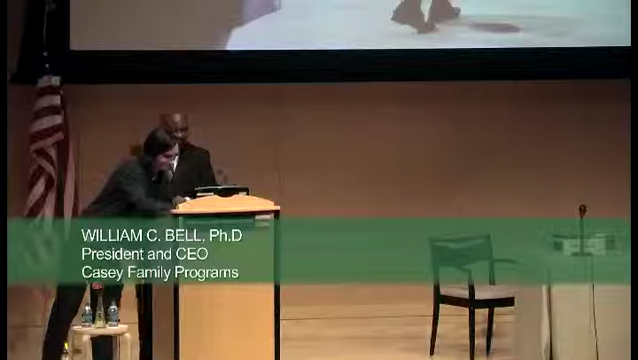 WILLIAM C. BELL, Ph.D
President and CEO
Casey Family Programs